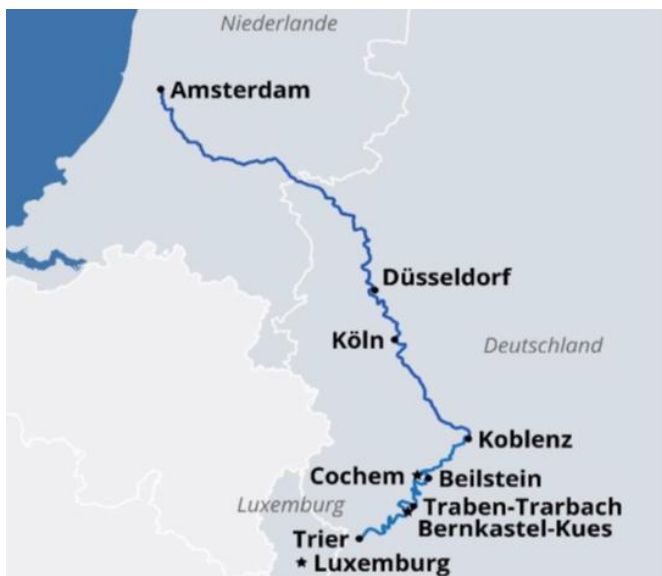 Niederlande
Amsterdam
Düsseldorf
Köln
Deutschland
Koblenz
Cochem
Beilstein
Luxemburg
Traben-Trarbach
Bernkastel-Kues
Trier
Luxemburg